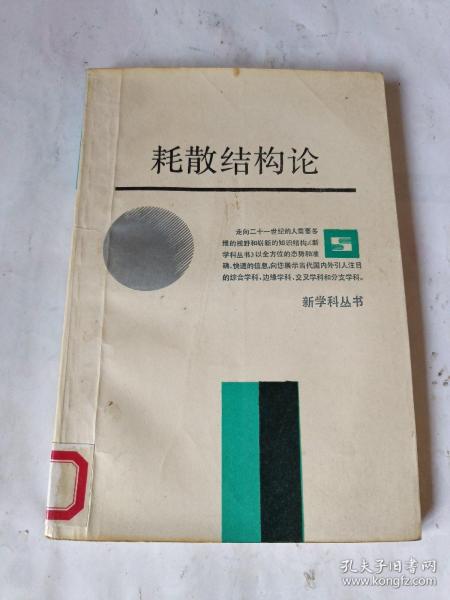 耗散结构论
走向二十一世纪的人需要多
维的视野和崭新的知识结构。《新
学科丛书》以全方位的态势和准
确、快速的信息,向您展示当代国内外引人注目
的综合学科、边缘学科、交叉学科和分支学科。
新学科丛书
孔夫子旧书网
www.kongfz.com